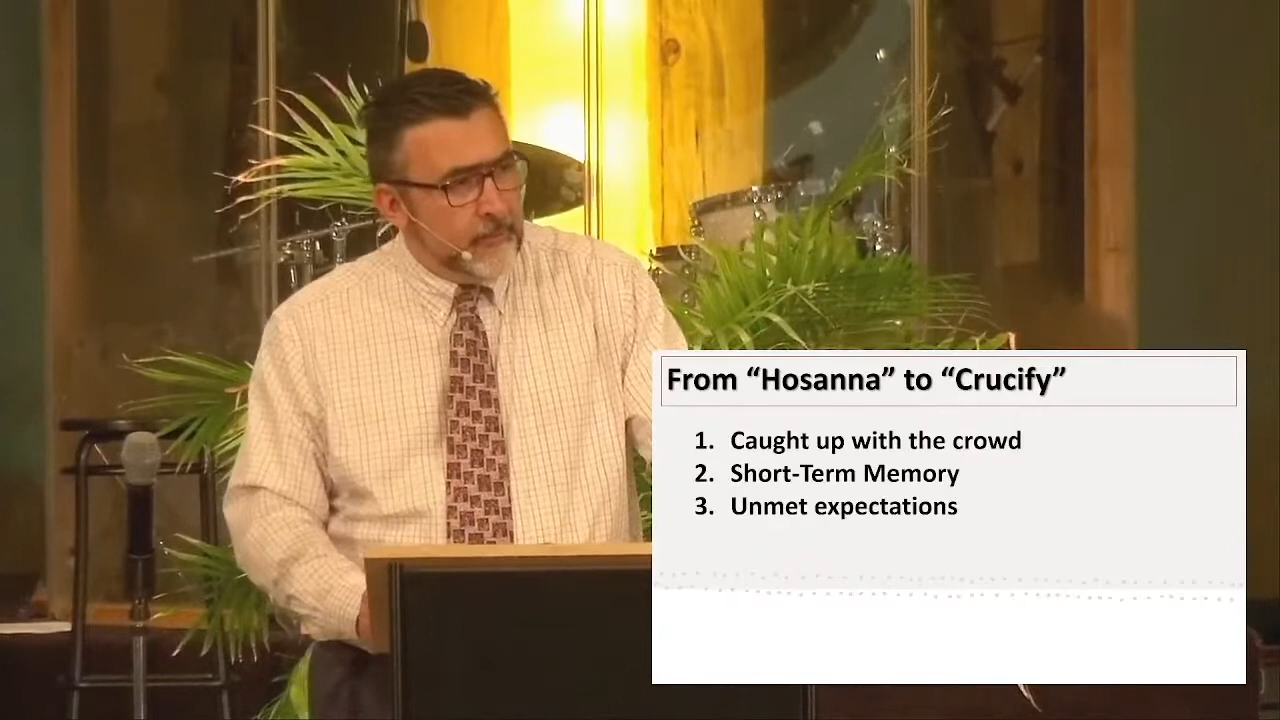 From “Hosanna” to “Crucify”
1. Caught up with the crowd
2. Short-Term Memory
3. Unmet expectations